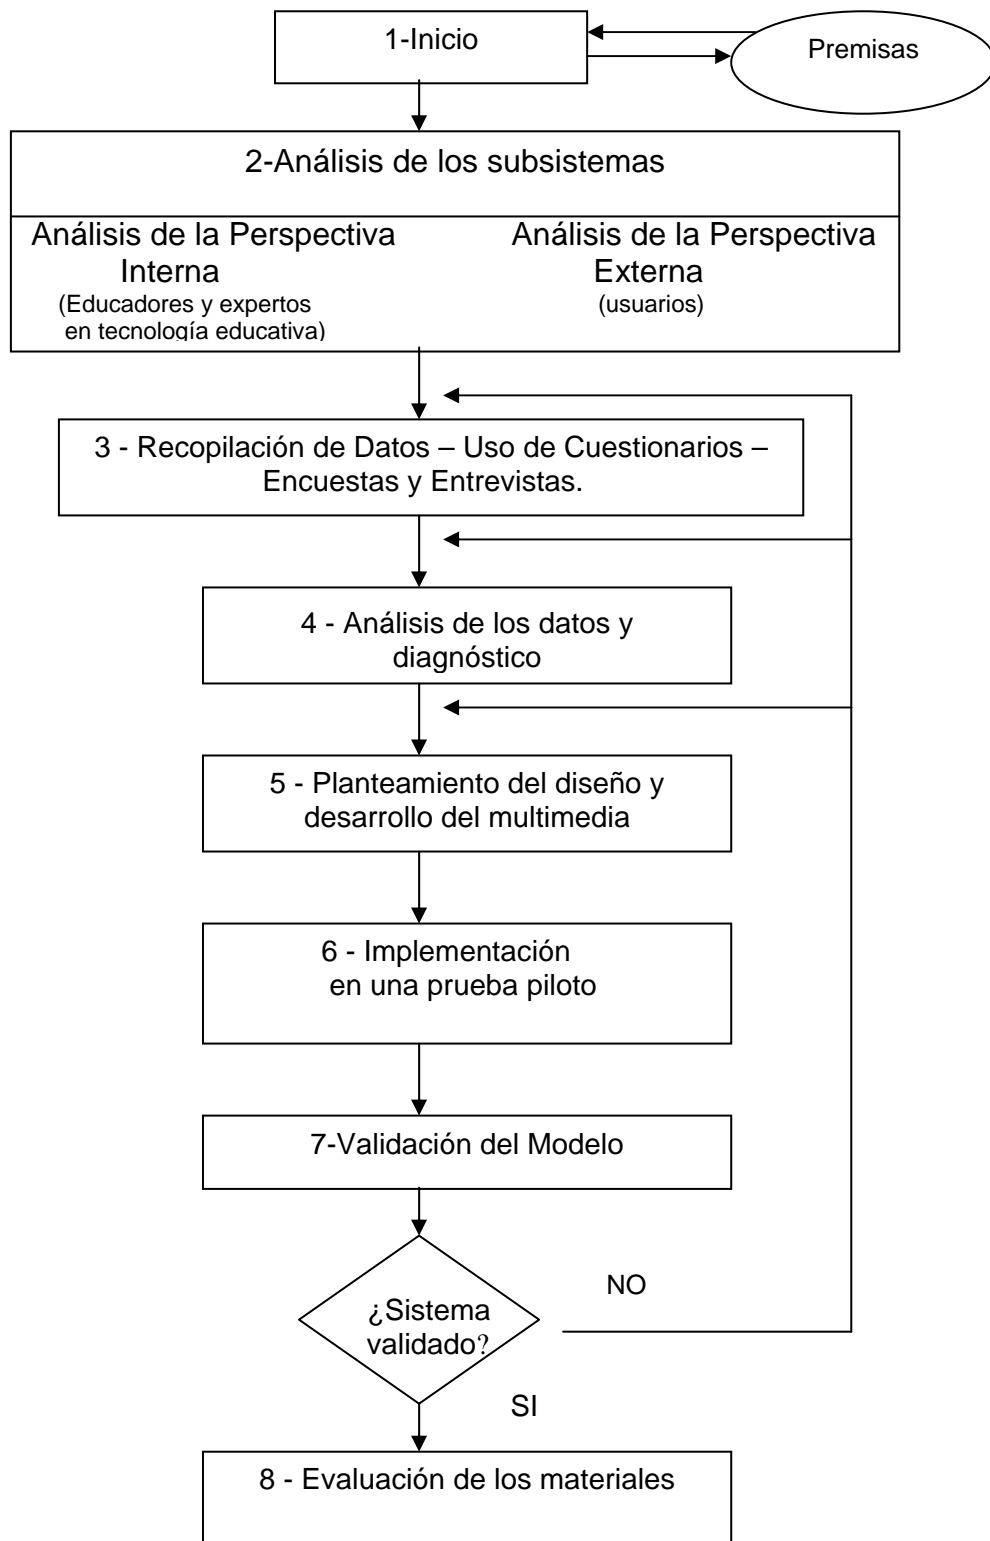 1-Inicio
Premisas
2-Análisis de los subsistemas
Análisis de la Perspectiva
Interna
(Educadores y expertos
en tecnología educativa)
Análisis de la Perspectiva
Externa
(usuarios)
3 - Recopilación de Datos – Uso de Cuestionarios –
Encuestas y Entrevistas.
4 - Análisis de los datos y
diagnóstico
5 - Planteamiento del diseño y
desarrollo del multimedia
6 - Implementación
en una prueba piloto
7-Validación del Modelo
¿Sistema
validado?
NO
SI
8 - Evaluación de los materiales